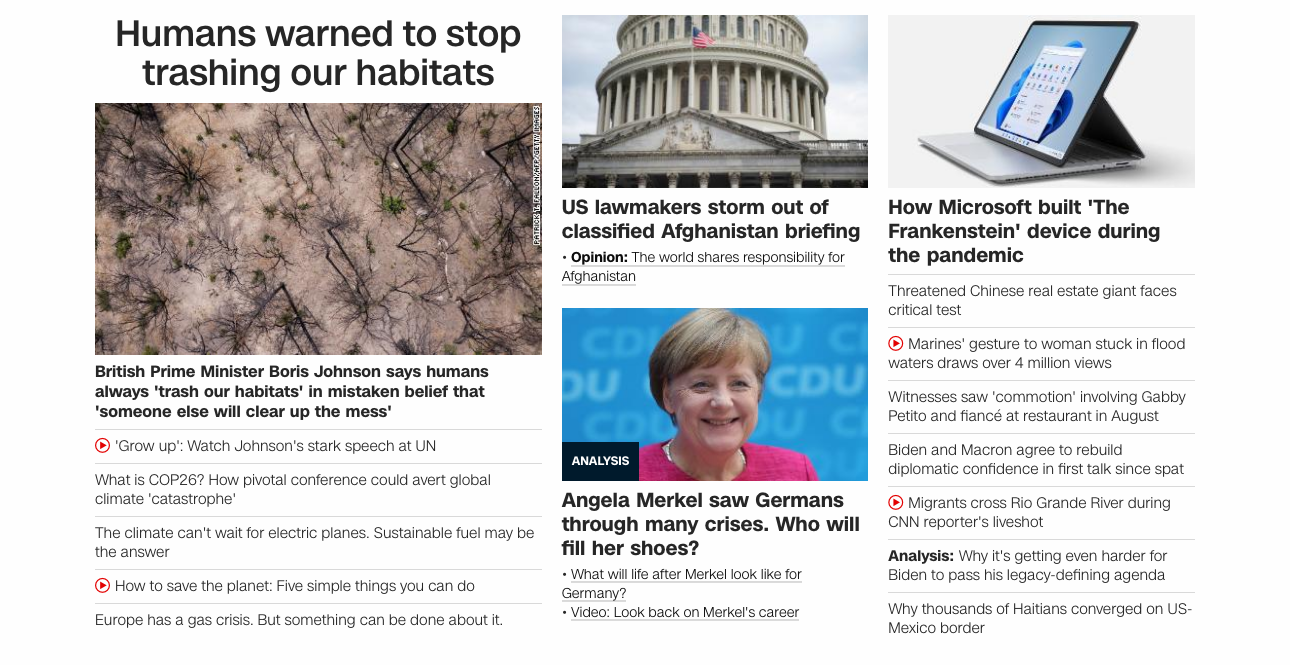 Humans warned to stop
trashing our habitats
PATRICK T. FALLON/AFP/GETTY IMAGES
British Prime Minister Boris Johnson says humans
always 'trash our habitats' in mistaken belief that
'someone else will clear up the mess'
'Grow up': Watch Johnson's stark speech at UN
What is COP26? How pivotal conference could avert global
climate 'catastrophe'
The climate can't wait for electric planes. Sustainable fuel may be
the answer
How to save the planet: Five simple things you can do
Europe has a gas crisis. But something can be done about it.
US lawmakers storm out of
classified Afghanistan briefing
• Opinion: The world shares responsibility for
Afghanistan
CDU
CDU
CDU
ANALYSIS
Angela Merkel saw Germans
through many crises. Who will
fill her shoes?
• What will life after Merkel look like for
Germany?
• Video: Look back on Merkel's career
How Microsoft built 'The
Frankenstein' device during
the pandemic
Threatened Chinese real estate giant faces
critical test
Marines' gesture to woman stuck in flood
waters draws over 4 million views
Witnesses saw 'commotion' involving Gabby
Petito and fiancé at restaurant in August
Biden and Macron agree to rebuild
diplomatic confidence in first talk since spat
Migrants cross Rio Grande River during
CNN reporter's liveshot
Analysis: Why it's getting even harder for
Biden to pass his legacy-defining agenda
Why thousands of Haitians converged on US-
Mexico border